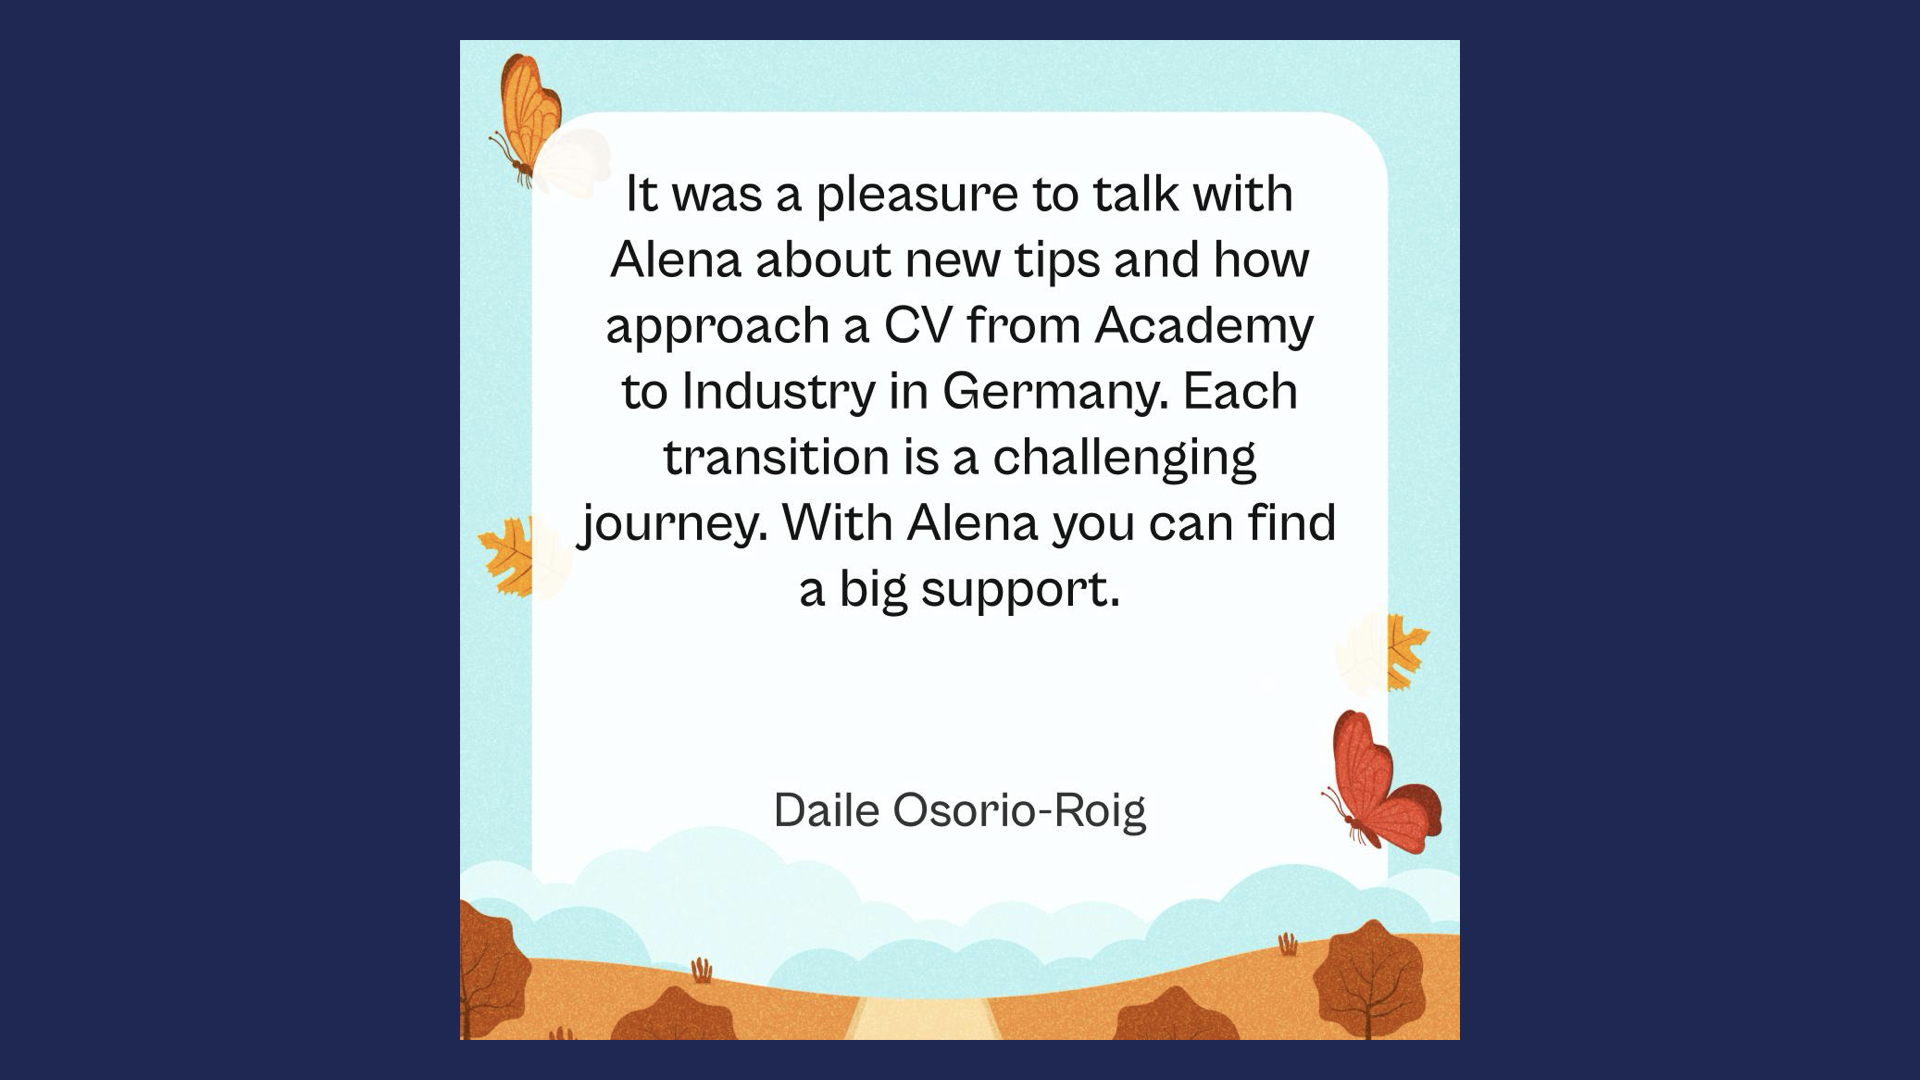 It was a pleasure to talk with
Alena about new tips and how
approach a CV from Academy
to Industry in Germany. Each
transition is a challenging
journey. With Alena you can find
a big support.
Daile Osorio-Roig